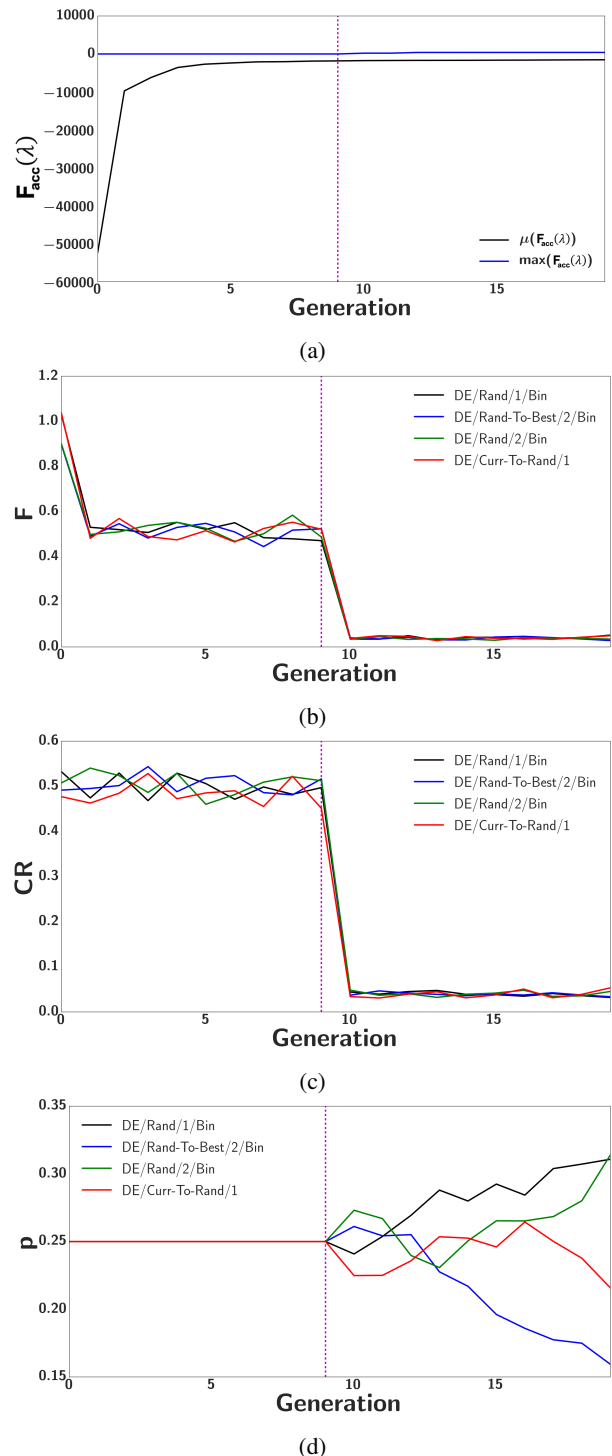 10000
0
−10000
−20000
−30000
−40000
−50000
−60000
F_acc(λ)
μ(F_acc(λ))
max(F_acc(λ))
0 5 10 15
Generation
(a)
1.2
1.0
0.8
0.6
0.4
0.2
0.0
F
DE/Rand/1/Bin
DE/Rand-To-Best/2/Bin
DE/Rand/2/Bin
DE/Curr-To-Rand/1
0 5 10 15
Generation
(b)
0.6
0.5
0.4
0.3
0.2
0.1
0.0
CR
DE/Rand/1/Bin
DE/Rand-To-Best/2/Bin
DE/Rand/2/Bin
DE/Curr-To-Rand/1
0 5 10 15
Generation
(c)
0.35
0.30
0.25
0.20
0.15
p
DE/Rand/1/Bin
DE/Rand-To-Best/2/Bin
DE/Rand/2/Bin
DE/Curr-To-Rand/1
0 5 10 15
Generation
(d)